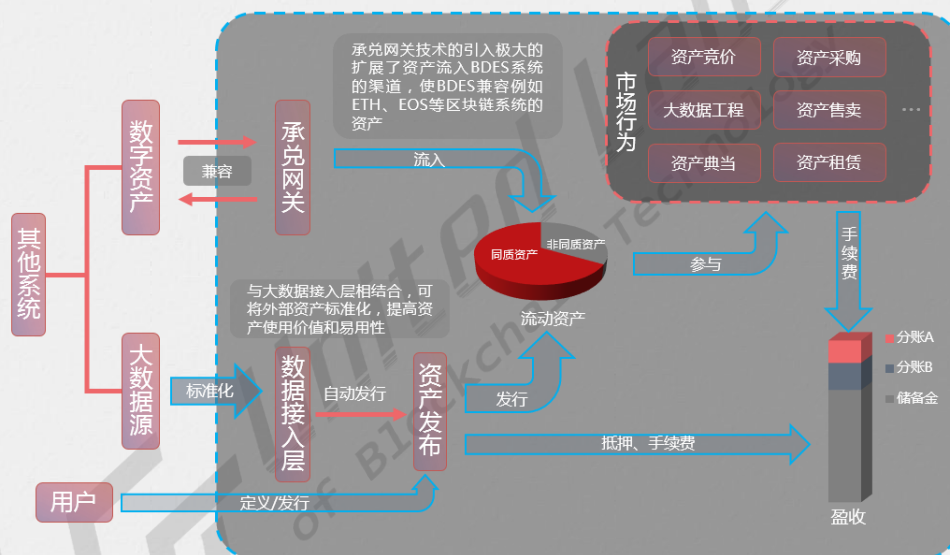 承兑网关技术的引入极大的
扩展了资产流入BDES系统
的渠道，使BDES兼容例如
ETH、EOS等区块链系统的
资产
市场行为
资产竞价
资产采购
大数据工程
资产售卖
...
资产典当
资产租赁
其他系统
数字资产
兼容
承兑网关
流入
同质资产
非同质资产
流动资产
参与
手续费
与大数据接入层相结合，可
将外部资产标准化，提高资
产使用价值和易用性
大数据源
标准化
数据接入层
自动发行
资产发布
发行
抵押、手续费
分账A
分账B
储备金
盈收
用户
定义/发行
of Blockchain Technology